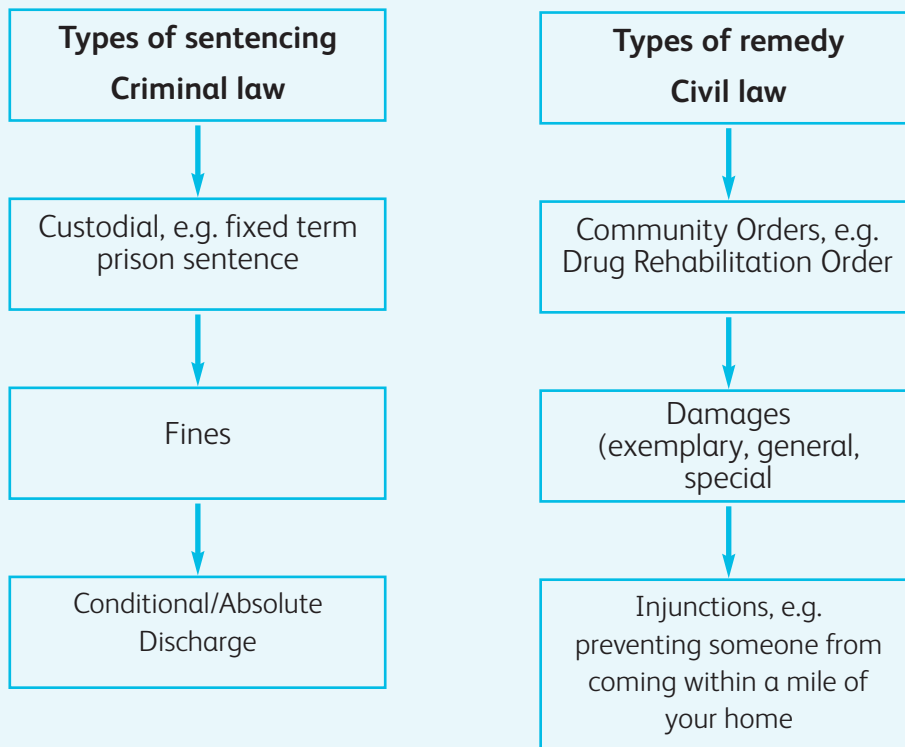 Types of sentencing
Criminal law
Custodial, e.g. fixed term
prison sentence
Fines
Conditional/Absolute
Discharge
Types of remedy
Civil law
Community Orders, e.g.
Drug Rehabilitation Order
Damages
(exemplary, general,
special
Injunctions, e.g.
preventing someone from
coming within a mile of
your home